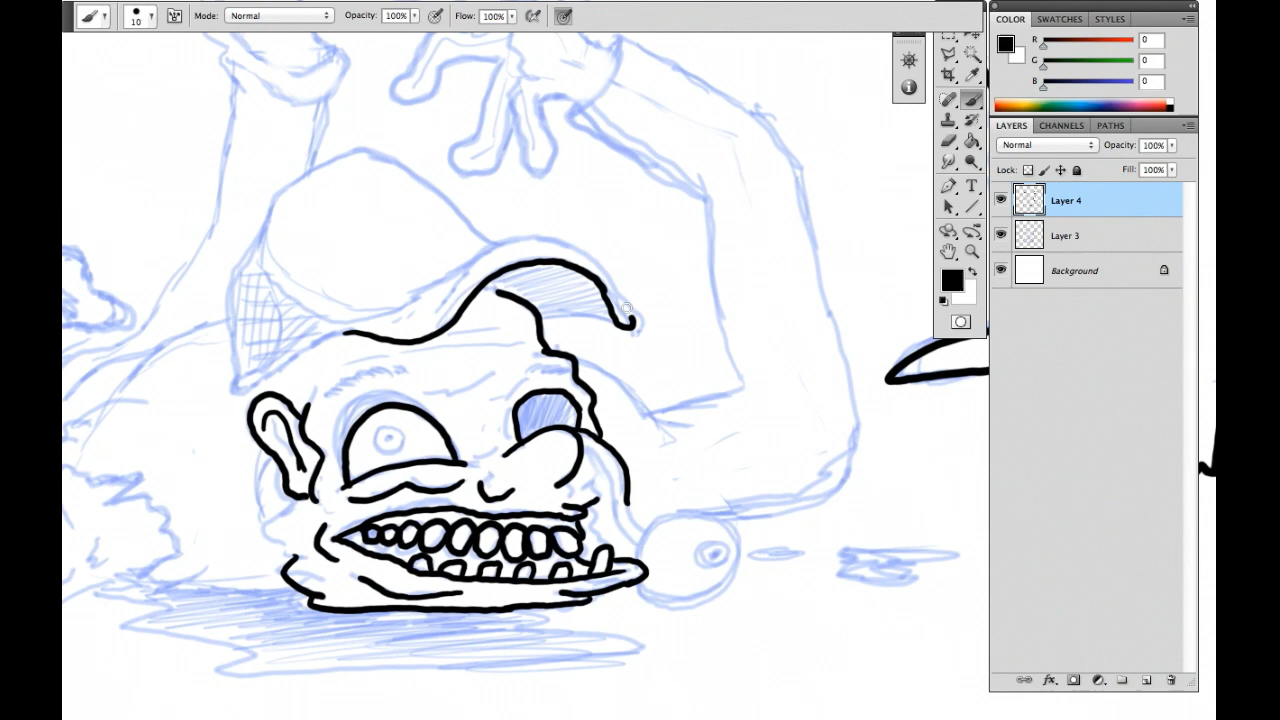 10 Mode: Normal Opacity: 100% Flow: 100%
COLOR SWATCHES STYLES
R 0
G 0
B 0
LAYERS CHANNELS PATHS
Normal Opacity: 100%
Lock: Fill: 100%
Layer 4
Layer 3
Background
T
fx